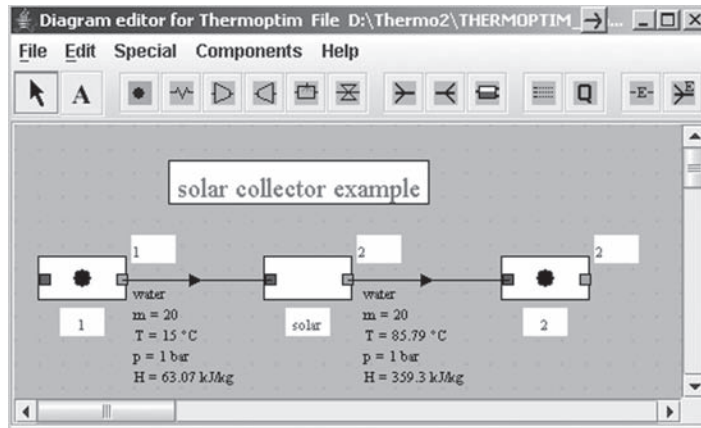 Diagram editor for Thermoptim File D:\Thermo2\THERMOPTIM_ ...
File Edit Special Components Help
A Q -E- E
solar collector example
1 2 2
1 solar 2
water
m = 20
T = 15 °C
p = 1 bar
H = 63.07 kJ/kg
water
m = 20
T = 85.79 °C
p = 1 bar
H = 359.3 kJ/kg